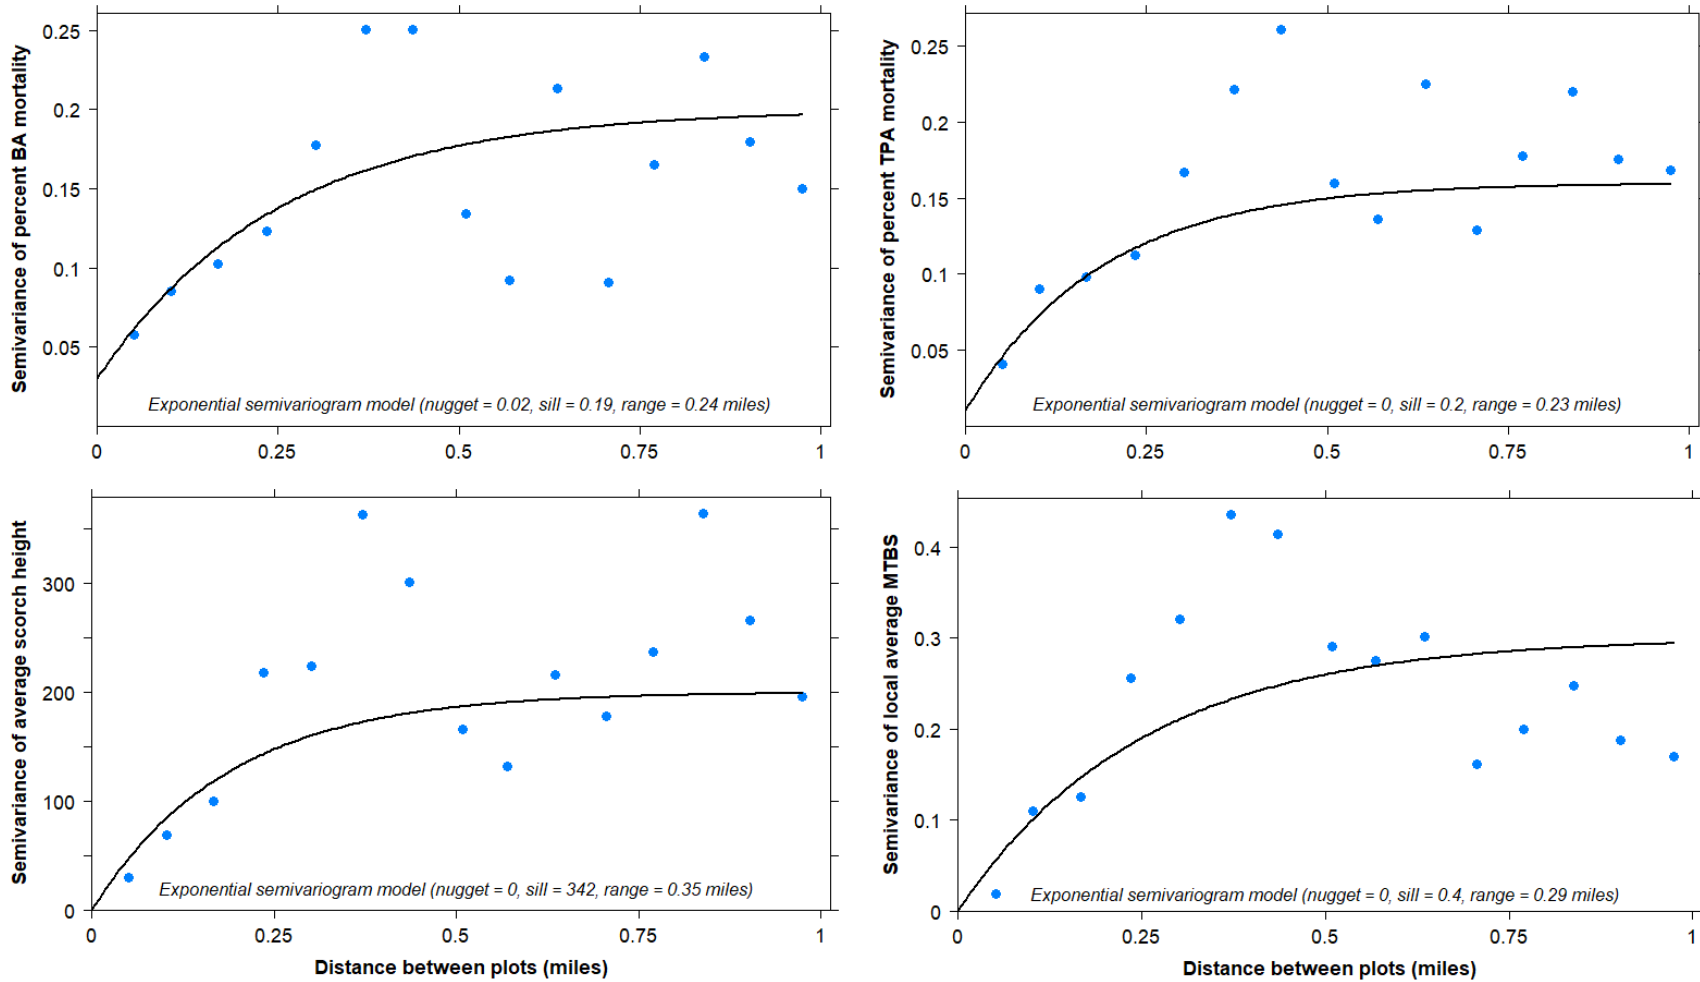 Semivariance of percent BA mortality
0.25
0.2
0.15
0.1
0.05
Exponential semivariogram model (nugget = 0.02, sill = 0.19, range = 0.24 miles)
0 0.25 0.5 0.75 1
Semivariance of percent TPA mortality
0.25
0.2
0.15
0.1
0.05
Exponential semivariogram model (nugget = 0, sill = 0.2, range = 0.23 miles)
0 0.25 0.5 0.75 1
Semivariance of average scorch height
300
200
100
0
Exponential semivariogram model (nugget = 0, sill = 342, range = 0.35 miles)
0 0.25 0.5 0.75 1
Distance between plots (miles)
Semivariance of local average MTBS
0.4
0.3
0.2
0.1
0
Exponential semivariogram model (nugget = 0, sill = 0.4, range = 0.29 miles)
0 0.25 0.5 0.75 1
Distance between plots (miles)